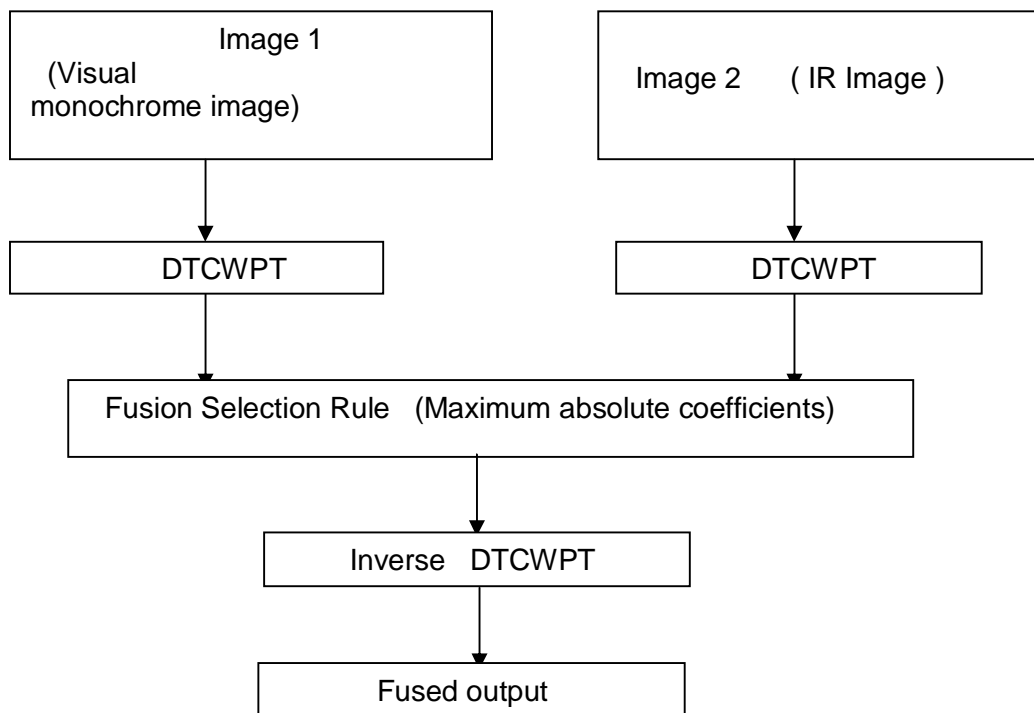 Image 1
(Visual
monochrome image)
Image 2 ( IR Image )
DTCWPT
DTCWPT
Fusion Selection Rule (Maximum absolute coefficients)
Inverse DTCWPT
Fused output